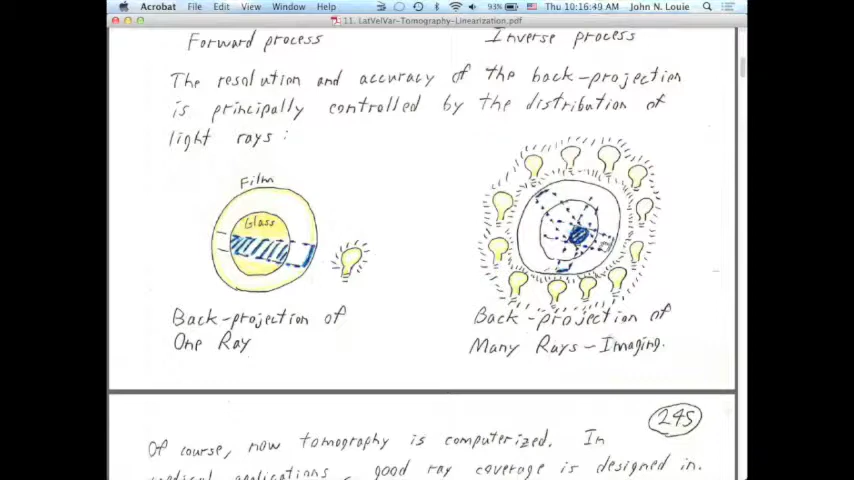 Acrobat File Edit View Window Help 93% Thu 10:16:49 AM John N. Louie
11. LatVelVar-Tomography-Linearization.pdf
Forward process Inverse process
The resolution and accuracy of the back-projection
is principally controlled by the distribution of
light rays:
Film
Glass
Back-projection of
One Ray
Back-projection of
Many Rays-Imaging.
245
Of course, now tomography is computerized. In
medical applications, good ray coverage is designed in.